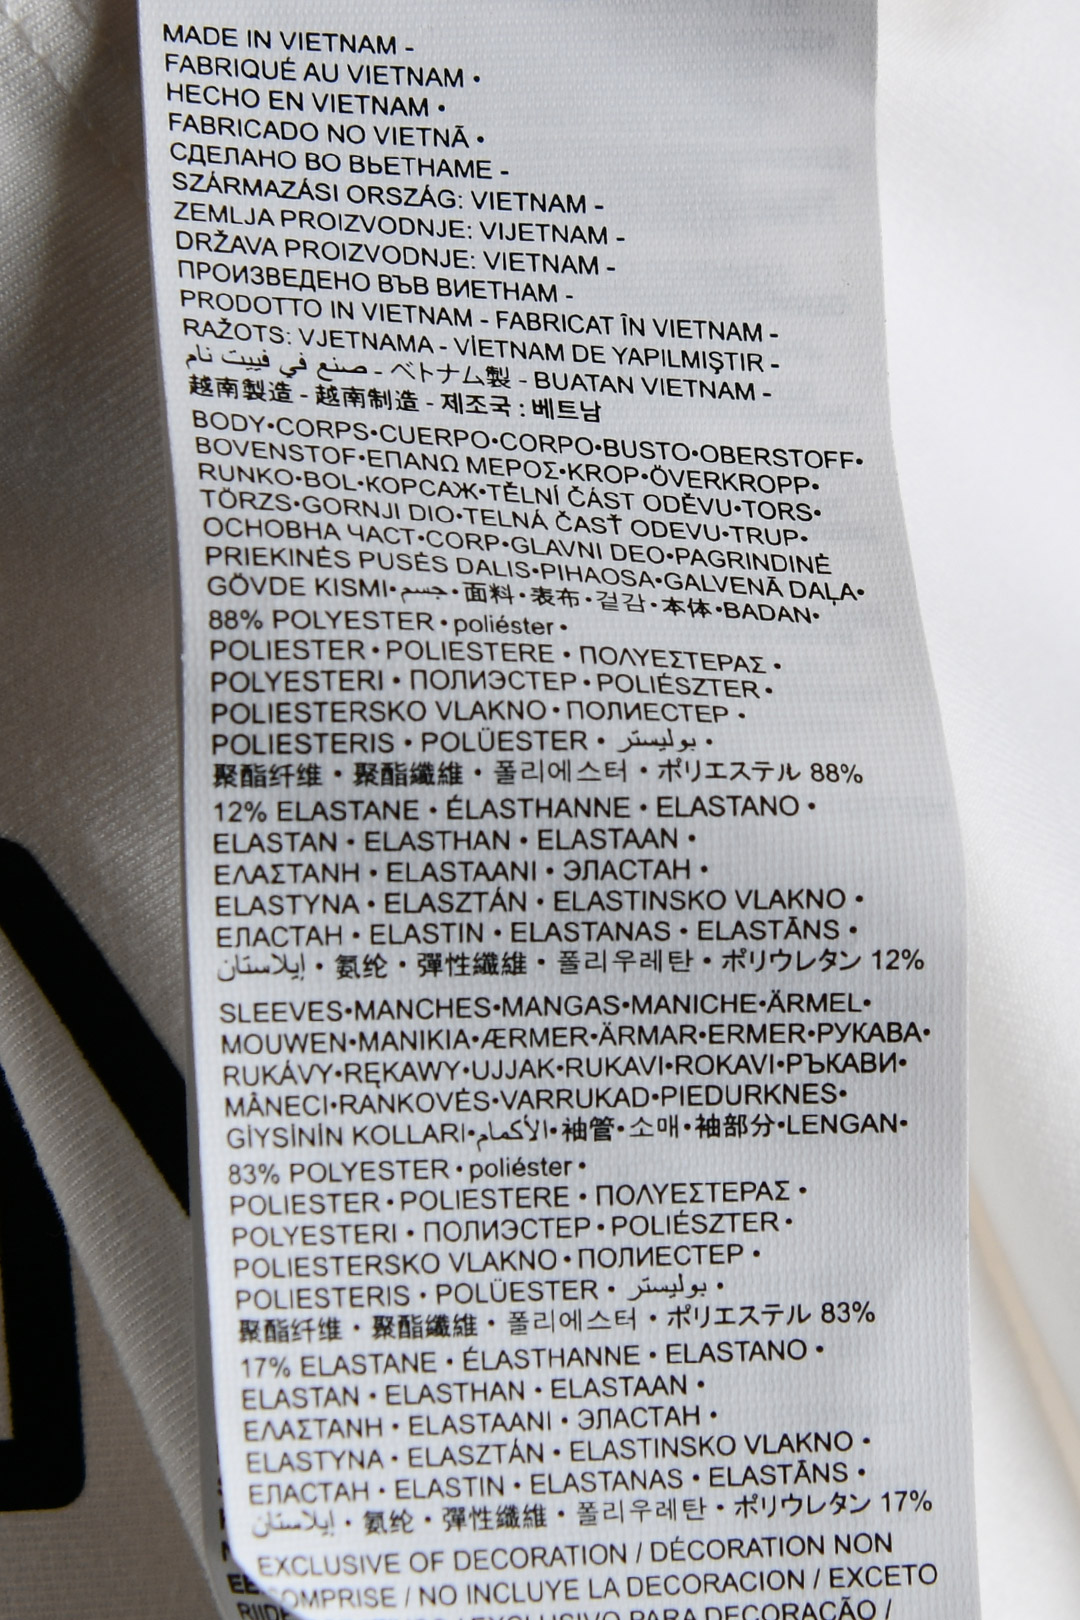 MADE IN VIETNAM -
FABRIQUÉ AU VIETNAM •
HECHO EN VIETNAM •
FABRICADO NO VIETNÃ •
СДЕЛАНО ВО ВЬЕТНАМЕ -
SZÁRMAZÁSI ORSZÁG: VIETNAM -
ZEMLJA PROIZVODNJE: VIJETNAM -
DRŽAVA PROIZVODNJE: VIETNAM -
ПРОИЗВЕДЕНО ВЪВ ВИЕТНАМ -
PRODOTTO IN VIETNAM - FABRICAT ÎN VIETNAM -
RAŽOTS: VJETNAMA - VİETNAM DE YAPILMIŞTIR -
صنع في فييت نام - ベトナム製 - BUATAN VIETNAM -
越南製造 - 越南制造 - 제조국 : 베트남
BODY•CORPS•CUERPO•CORPO•BUSTO•OBERSTOFF•
BOVENSTOF•ΕΠΑΝΩ ΜΕΡΟΣ•KROP•ÖVERKROPP•
RUNKO•BOL•КОРСАЖ•TĚLNÍ ČÁST ODĚVU•TORS•
TÖRZS•GORNJI DIO•TELNÁ ČASŤ ODEVU•TRUP•
ОСНОВНА ЧАСТ•CORP•GLAVNI DEO•PAGRINDINĖ
PRIEKINĖS PUSĖS DALIS•PIHAOSA•GALVENĀ DAĻA•
GÖVDE KISMI•جسم•面料•表布•겉감•本体•BADAN•
88% POLYESTER • poliéster •
POLIESTER • POLIESTERE • ΠΟΛΥΕΣΤΕΡΑΣ •
POLYESTERI • ПОЛИЭСТЕР • POLIÉSZTER •
POLIESTERSKO VLAKNO • ПОЛИЕСТЕР •
POLIESTERIS • POLÜESTER • بوليستر •
聚酯纤维 • 聚酯纖維 • 폴리에스터 • ポリエステル 88%
12% ELASTANE • ÉLASTHANNE • ELASTANO •
ELASTAN • ELASTHAN • ELASTAAN •
ΕΛΑΣΤΑΝΗ • ELASTAANI • ЭЛАСТАН •
ELASTYNA • ELASZTÁN • ELASTINSKO VLAKNO •
ЕЛАСТАН • ELASTIN • ELASTANAS • ELASTĀNS •
إيلاستان • 氨纶 • 彈性纖維 • 폴리우레탄 • ポリウレタン 12%
SLEEVES•MANCHES•MANGAS•MANICHE•ÄRMEL•
MOUWEN•ΜΑΝΙΚΙΑ•ÆRMER•ÄRMAR•ERMER•РУКАВА•
RUKÁVY•RĘKAWY•UJJAK•RUKAVI•ROKAVI•РЪКАВИ•
MÂNECI•RANKOVĖS•VARRUKAD•PIEDURKNES•
GİYSİNİN KOLLARI•الأكمام•袖管•소매•袖部分•LENGAN•
83% POLYESTER • poliéster •
POLIESTER • POLIESTERE • ΠΟΛΥΕΣΤΕΡΑΣ •
POLYESTERI • ПОЛИЭСТЕР • POLIÉSZTER •
POLIESTERSKO VLAKNO • ПОЛИЕСТЕР •
POLIESTERIS • POLÜESTER • بوليستر •
聚酯纤维 • 聚酯纖維 • 폴리에스터 • ポリエステル 83%
17% ELASTANE • ÉLASTHANNE • ELASTANO •
ELASTAN • ELASTHAN • ELASTAAN •
ΕΛΑΣΤΑΝΗ • ELASTAANI • ЭЛАСТАН •
ELASTYNA • ELASZTÁN • ELASTINSKO VLAKNO •
ЕЛАСТАН • ELASTIN • ELASTANAS • ELASTĀNS •
إيلاستان • 氨纶 • 彈性纖維 • 폴리우레탄 • ポリウレタン 17%
EXCLUSIVE OF DECORATION / DÉCORATION NON
OMPRISE / NO INCLUYE LA DECORACION / EXCETO
EXCLUSIVO PARA DECORAÇÃO /